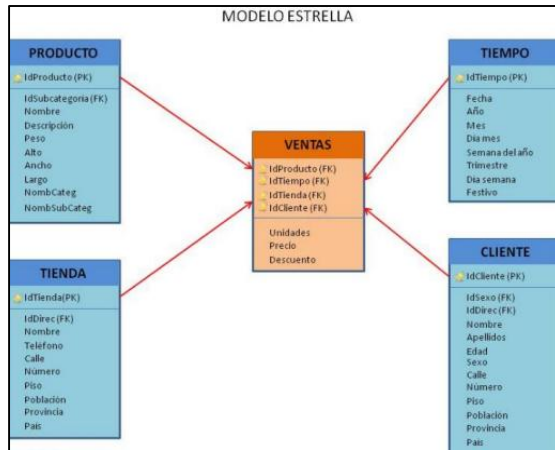 MODELO ESTRELLA
PRODUCTO
IdProducto (PK)
IdSubcategoria (FK)
Nombre
Descripción
Peso
Alto
Ancho
Largo
NombCateg
NombSubCateg
TIEMPO
IdTiempo (PK)
Fecha
Año
Mes
Dia mes
Semana del año
Trimestre
Dia semana
Festivo
VENTAS
IdProducto (FK)
IdTiempo (FK)
IdTienda (FK)
IdCliente (FK)
Unidades
Precio
Descuento
TIENDA
IdTienda(PK)
IdDirec (FK)
Nombre
Teléfono
Calle
Número
Piso
Población
Provincia
País
CLIENTE
IdCliente (PK)
IdSexo (FK)
IdDirec (FK)
Nombre
Apellidos
Edad
Sexo
Calle
Número
Piso
Población
Provincia
País